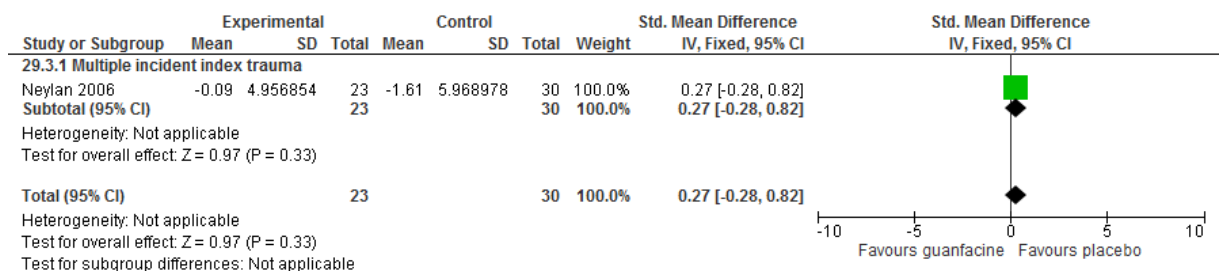 Experimental Control Std. Mean Difference Std. Mean Difference
Study or Subgroup Mean SD Total Mean SD Total Weight IV, Fixed, 95% CI IV, Fixed, 95% CI
29.3.1 Multiple incident index trauma
Neylan 2006 -0.09 4.956854 23 -1.61 5.968978 30 100.0% 0.27 [-0.28, 0.82]
Subtotal (95% CI) 23 30 100.0% 0.27 [-0.28, 0.82]
Heterogeneity: Not applicable
Test for overall effect: Z = 0.97 (P = 0.33)
Total (95% CI) 23 30 100.0% 0.27 [-0.28, 0.82]
Heterogeneity: Not applicable
Test for overall effect: Z = 0.97 (P = 0.33)
Test for subgroup differences: Not applicable
-10 -5 0 5 10
Favours guanfacine Favours placebo